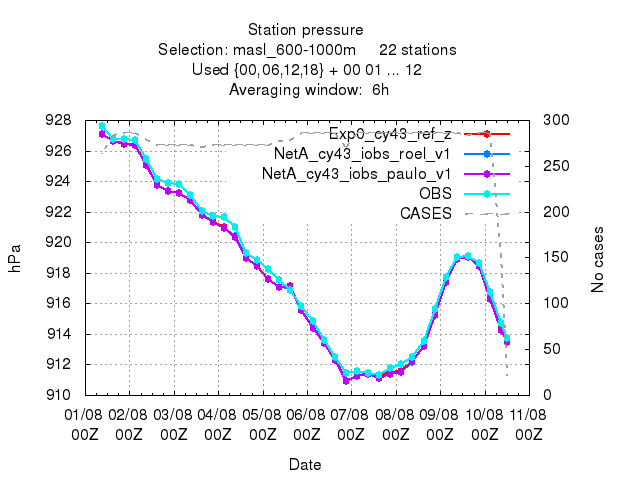 Station pressure
Selection: masl_600-1000m 22 stations
Used {00,06,12,18} + 00 01 ... 12
Averaging window: 6h
928
926
924
922
920
918
916
914
912
910
hPa
300
250
200
150
100
50
0
No cases
Exp0_cy43_ref_z
NetA_cy43_iobs_roel_v1
NetA_cy43_iobs_paulo_v1
OBS
CASES
01/08 02/08 03/08 04/08 05/08 06/08 07/08 08/08 09/08 10/08 11/08
00Z 00Z 00Z 00Z 00Z 00Z 00Z 00Z 00Z 00Z 00Z
Date